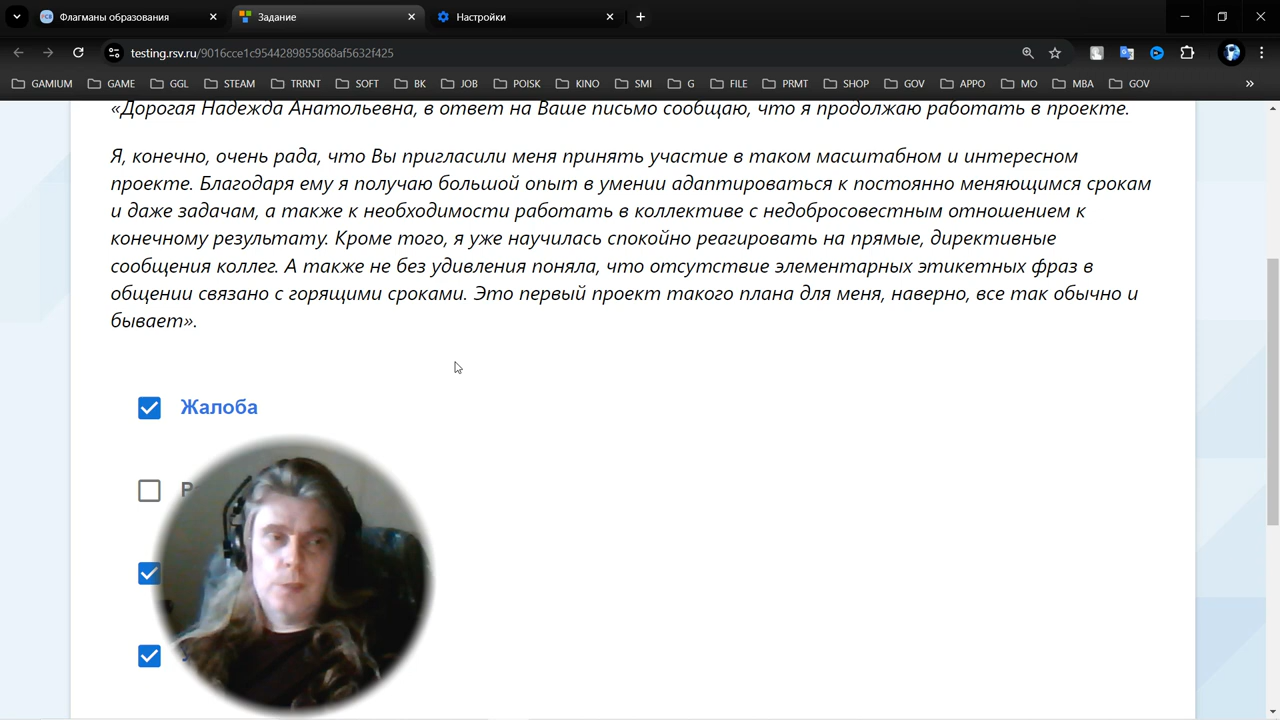 Флагманы образования
Задание
Настройки
testing.rsv.ru/9016cce1c9544289855868af5632f425
GAMIUM GAME GGL STEAM TRRNT SOFT BK JOB POISK KINO SMI G FILE PRMT SHOP GOV APPO MO MBA GOV
«Дорогая Надежда Анатольевна, в ответ на Ваше письмо сообщаю, что я продолжаю работать в проекте.
Я, конечно, очень рада, что Вы пригласили меня принять участие в таком масштабном и интересном
проекте. Благодаря ему я получаю большой опыт в умении адаптироваться к постоянно меняющимся срокам
и даже задачам, а также к необходимости работать в коллективе с недобросовестным отношением к
конечному результату. Кроме того, я уже научилась спокойно реагировать на прямые, директивные
сообщения коллег. А также не без удивления поняла, что отсутствие элементарных этикетных фраз в
общении связано с горящими сроками. Это первый проект такого плана для меня, наверно, все так обычно и
бывает».
Жалоба